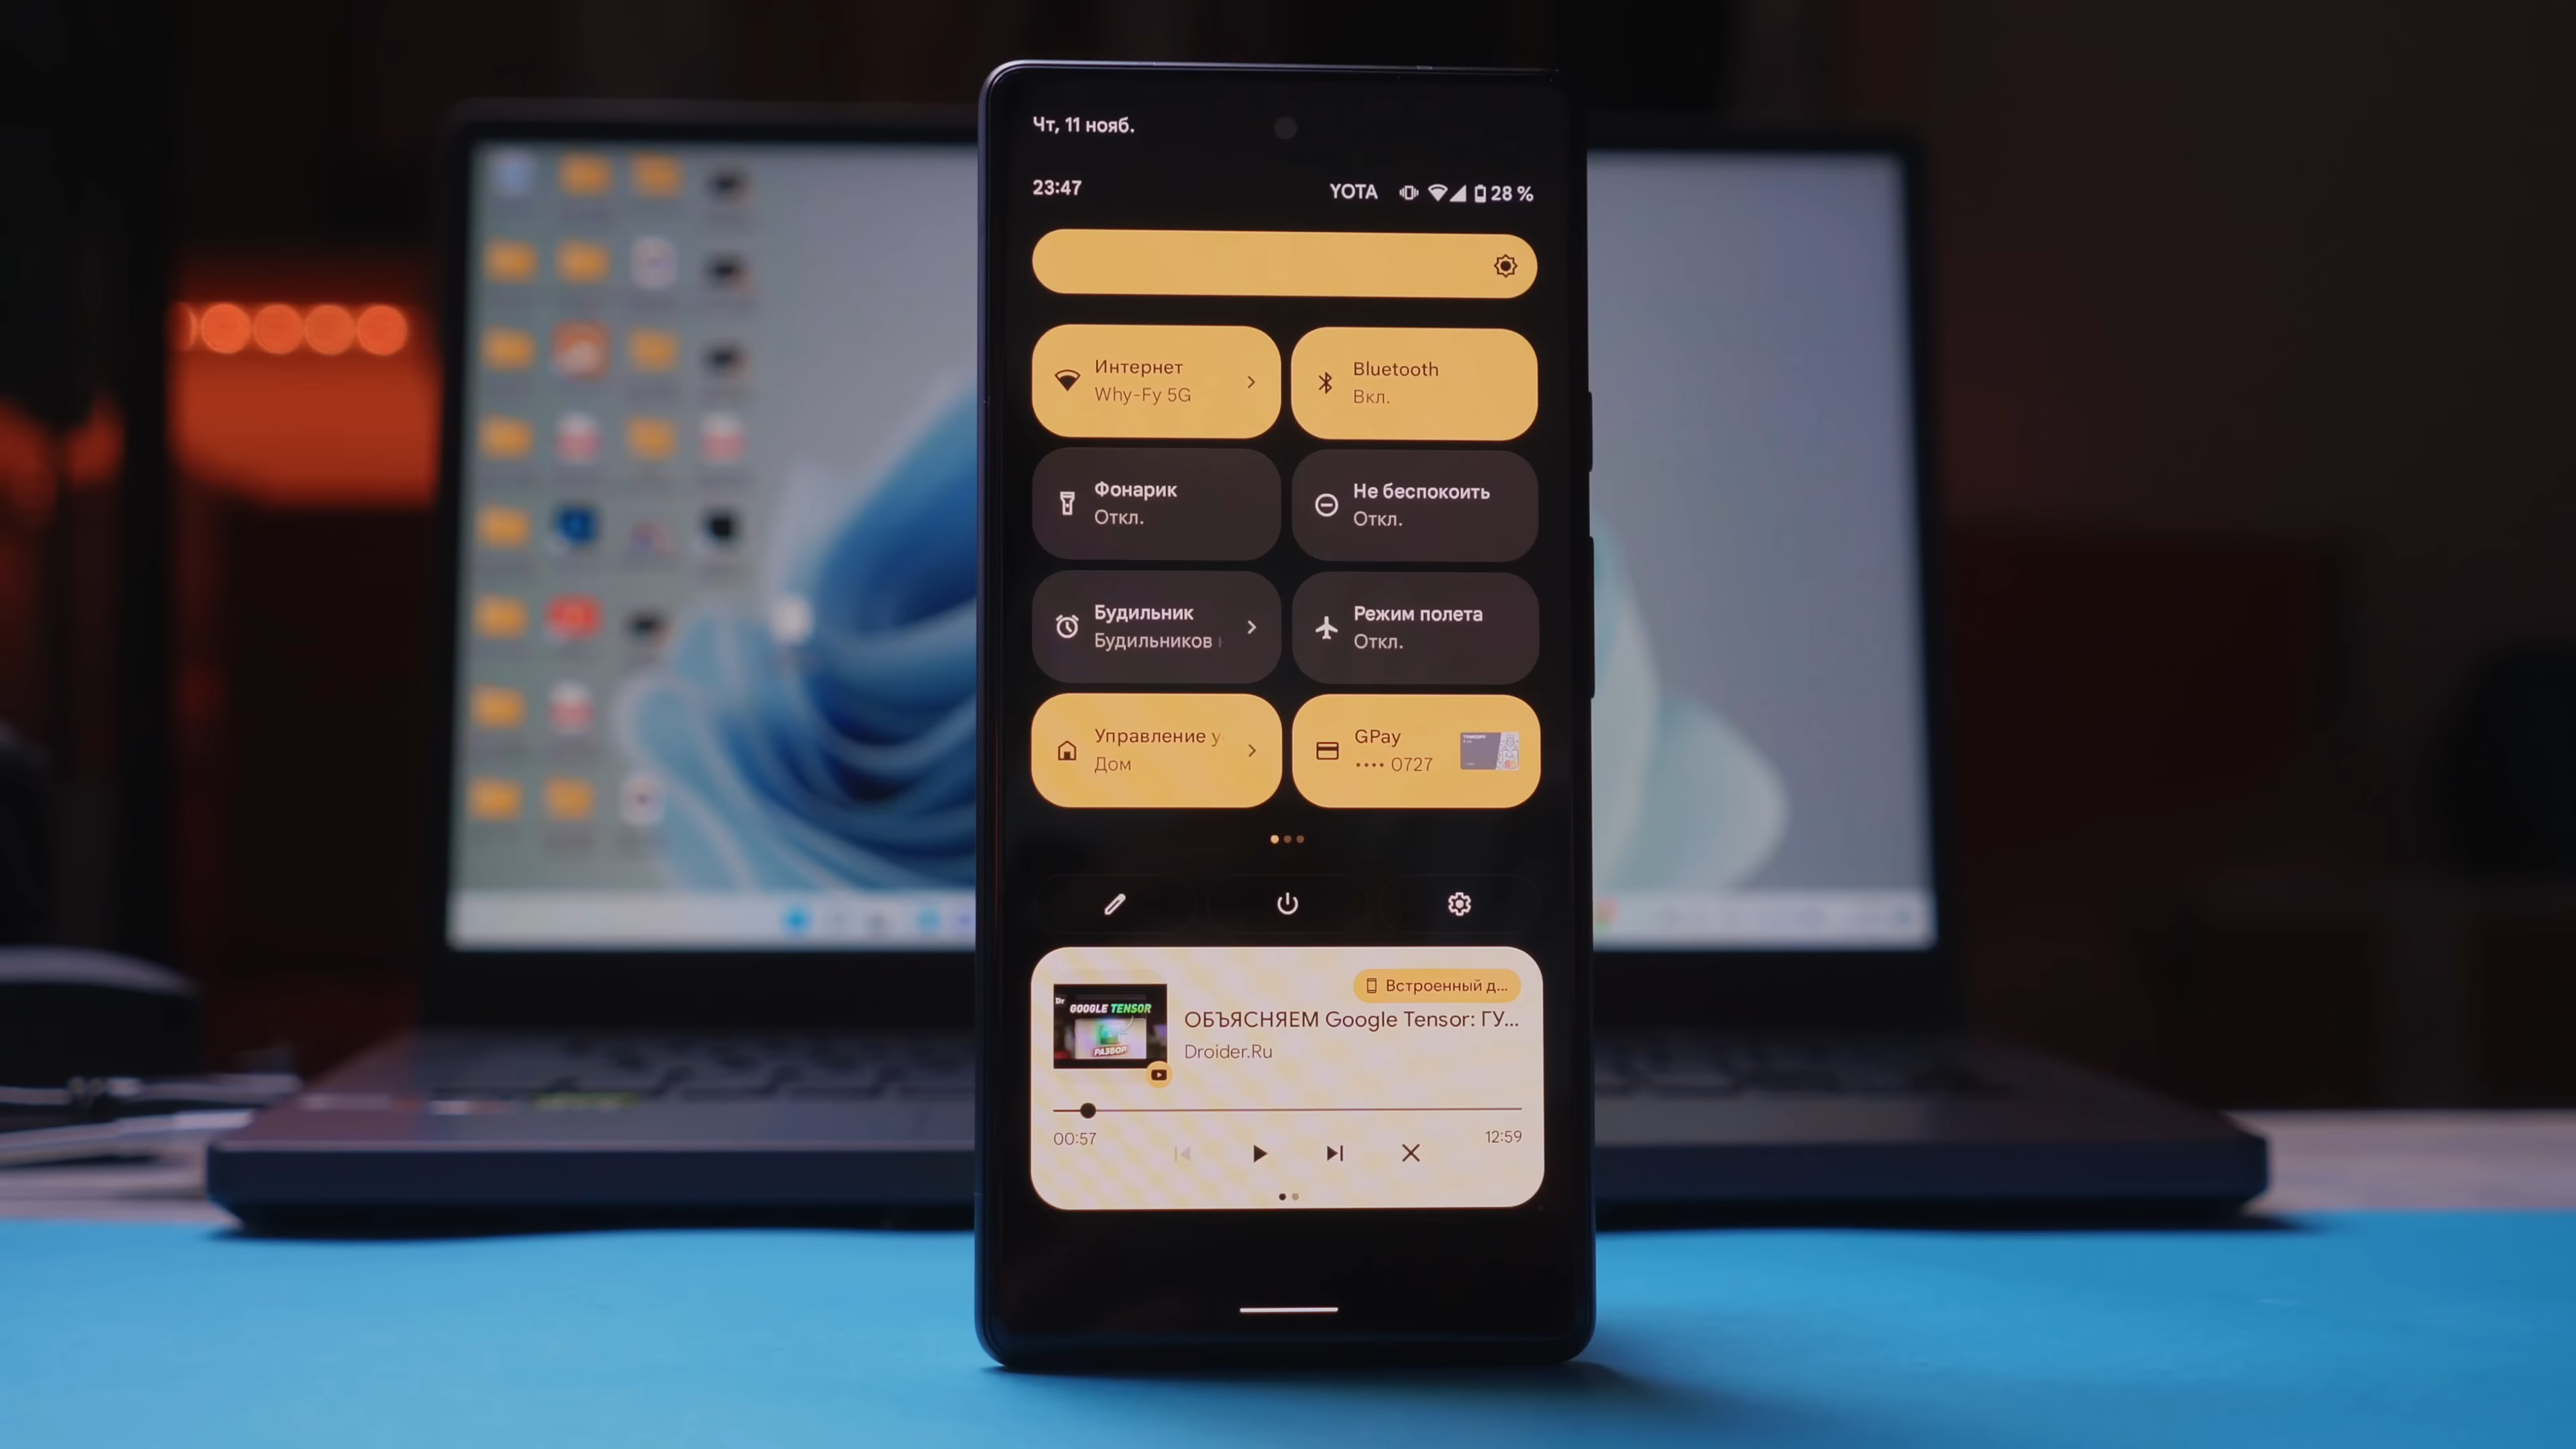 Чт, 11 нояб.
23:47
YOTA 28 %
Интернет
Why-Fy 5G
Bluetooth
Вкл.
Фонарик
Откл.
Не беспокоить
Откл.
Будильник
Будильников
Режим полета
Откл.
Управление у
Дом
GPay
•••• 0727
Встроенный д...
GOOGLE TENSOR
РАЗБОР
ОБЪЯСНЯЕМ Google Tensor: ГУ...
Droider.Ru
00:57
12:59